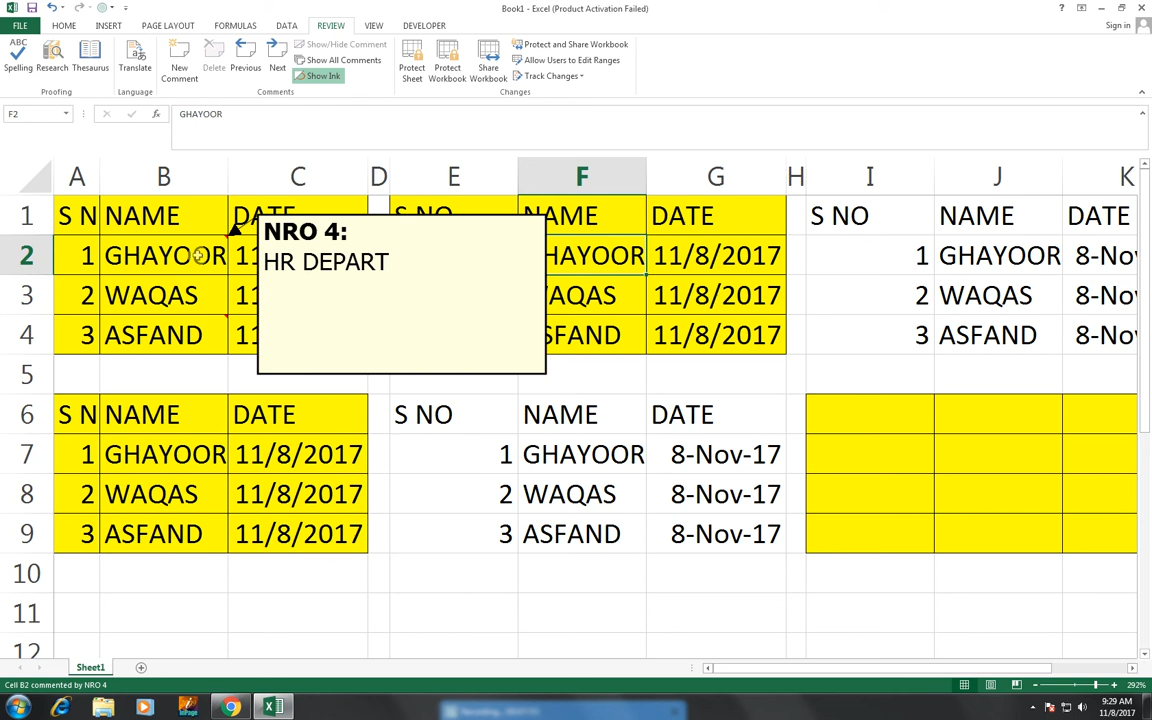 Book1 - Excel (Product Activation Failed)
FILE HOME INSERT PAGE LAYOUT FORMULAS DATA REVIEW VIEW DEVELOPER
Sign in
ABC
Spelling Research Thesaurus
Proofing
Translate
Language
New Comment
Delete
Previous
Next
Show/Hide Comment
Show All Comments
Show Ink
Comments
Protect Sheet
Protect Workbook
Share Workbook
Protect and Share Workbook
Allow Users to Edit Ranges
Track Changes
Changes
F2 fx GHAYOOR
A B C D E F G H I J K
1 S N NAME DATE S NO NAME DATE S NO NAME DATE
2 1 GHAYOOR 11 HAYOOR 11/8/2017 1 GHAYOOR 8-Nov
3 2 WAQAS 11 WAQAS 11/8/2017 2 WAQAS 8-Nov
4 3 ASFAND 11 SFAND 11/8/2017 3 ASFAND 8-Nov
NRO 4:
HR DEPART
5
6 S N NAME DATE S NO NAME DATE
7 1 GHAYOOR 11/8/2017 1 GHAYOOR 8-Nov-17
8 2 WAQAS 11/8/2017 2 WAQAS 8-Nov-17
9 3 ASFAND 11/8/2017 3 ASFAND 8-Nov-17
10
11
12
Sheet1
Cell B2 commented by NRO 4
292%
9:29 AM
11/8/2017